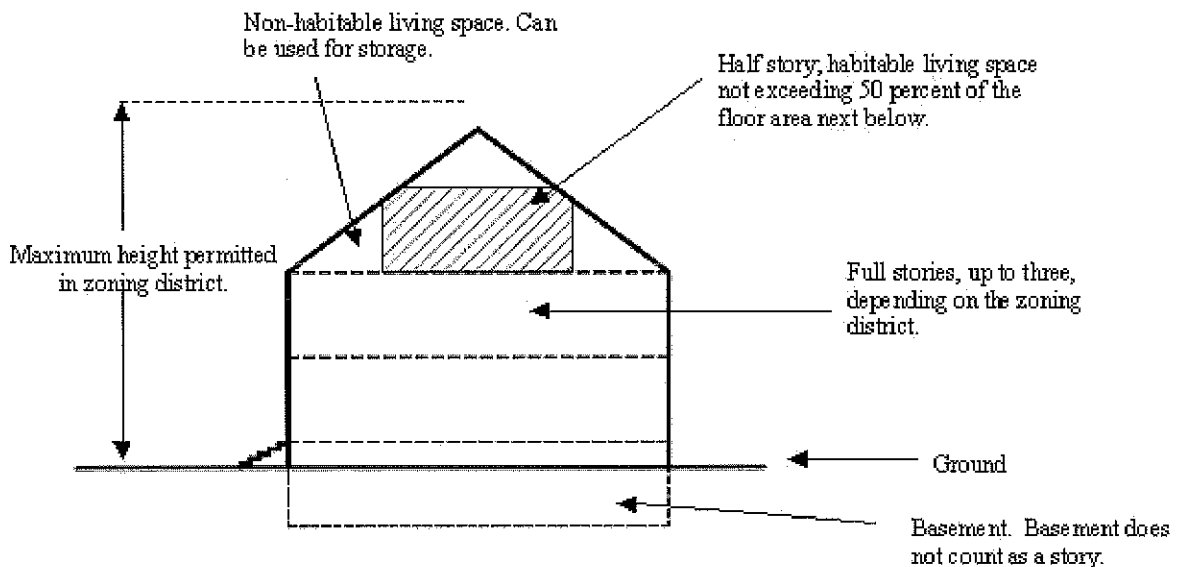 Non-habitable living space. Can
be used for storage.
Half story; habitable living space
not exceeding 50 percent of the
floor area next below.
Maximum height permitted
in zoning district.
Full stories, up to three,
depending on the zoning
district.
Ground
Basement. Basement does
not count as a story.